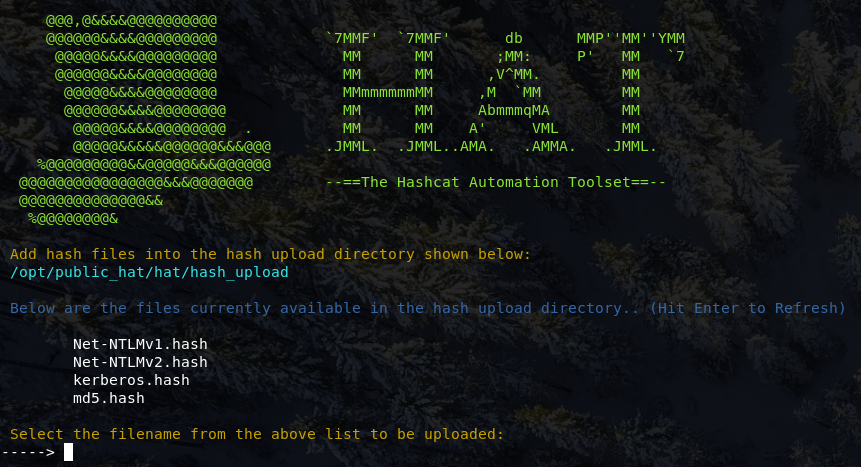 @@@,@&&&&@@@@@@@@@@
@@@@@@&&&&@@@@@@@@@ `7MMF' `7MMF' db MMP''MM''YMM
@@@@@&&&&@@@@@@@@@ MM MM ;MM: P' MM `7
@@@@@@&&&&@@@@@@@@ MM MM ,V^MM. MM
@@@@@&&&&@@@@@@@@ MMmmmmmmMM ,M `MM MM
@@@@@@&&&&@@@@@@@@ MM MM AbmmmqMA MM
@@@@@&&&&@@@@@@@@ . MM MM A' VML MM
@@@@@&&&&&@@@@@@&&&@@@ .JMML. .JMML..AMA. .AMMA. .JMML.
%@@@@@@@@@&&@@@@@&&&@@@@@@
@@@@@@@@@@@@@@@@&&&@@@@@@@ --==The Hashcat Automation Toolset==--
@@@@@@@@@@@@@@&&
%@@@@@@@@&
Add hash files into the hash upload directory shown below:
/opt/public_hat/hat/hash_upload
Below are the files currently available in the hash upload directory.. (Hit Enter to Refresh)
Net-NTLMv1.hash
Net-NTLMv2.hash
kerberos.hash
md5.hash
Select the filename from the above list to be uploaded:
----->